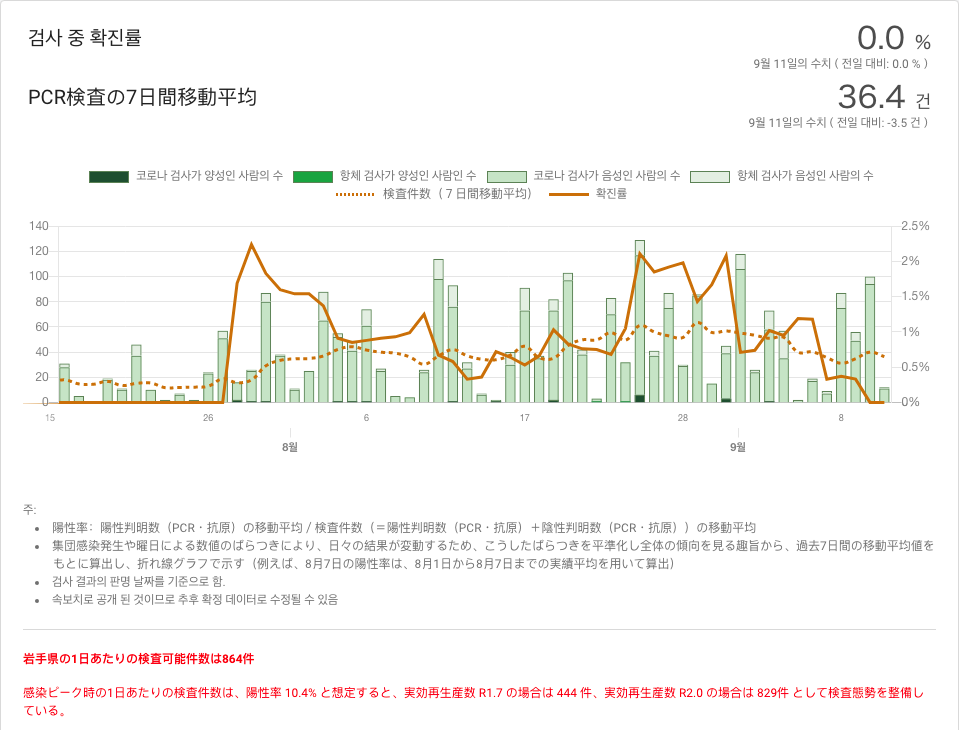 검사 중 확진률
0.0 %
9월 11일의 수치 ( 전일 대비: 0.0 % )
PCR検査の7日間移動平均
36.4 건
9월 11일의 수치 ( 전일 대비: -3.5 건 )
코로나 검사가 양성인 사람의 수 항체 검사가 양성인 사람인 수 코로나 검사가 음성인 사람의 수 항체 검사가 음성인 사람의 수
検査件数（７日間移動平均） 확진률
140 2.5%
120 2%
100 1.5%
80
60 1%
40 0.5%
20
0 0%
15 26 6 17 28 8
8월 9월
주:
陽性率：陽性判明数（PCR・抗原）の移動平均 / 検査件数（＝陽性判明数（PCR・抗原）＋陰性判明数（PCR・抗原））の移動平均
集団感染発生や曜日による数値のばらつきにより、日々の結果が変動するため、こうしたばらつきを平準化し全体の傾向を見る趣旨から、過去7日間の移動平均値を
もとに算出し、折れ線グラフで示す（例えば、8月7日の陽性率は、8月1日から8月7日までの実績平均を用いて算出）
검사 결과의 판명 날짜를 기준으로 함.
속보치로 공개 된 것이므로 추후 확정 데이터로 수정될 수 있음
岩手県の1日あたりの検査可能件数は864件
感染ピーク時の1日あたりの検査件数は、陽性率 10.4% と想定すると、実効再生産数 R1.7 の場合は 444 件、実効再生産数 R2.0 の場合は 829件 として検査態勢を整備し
ている。